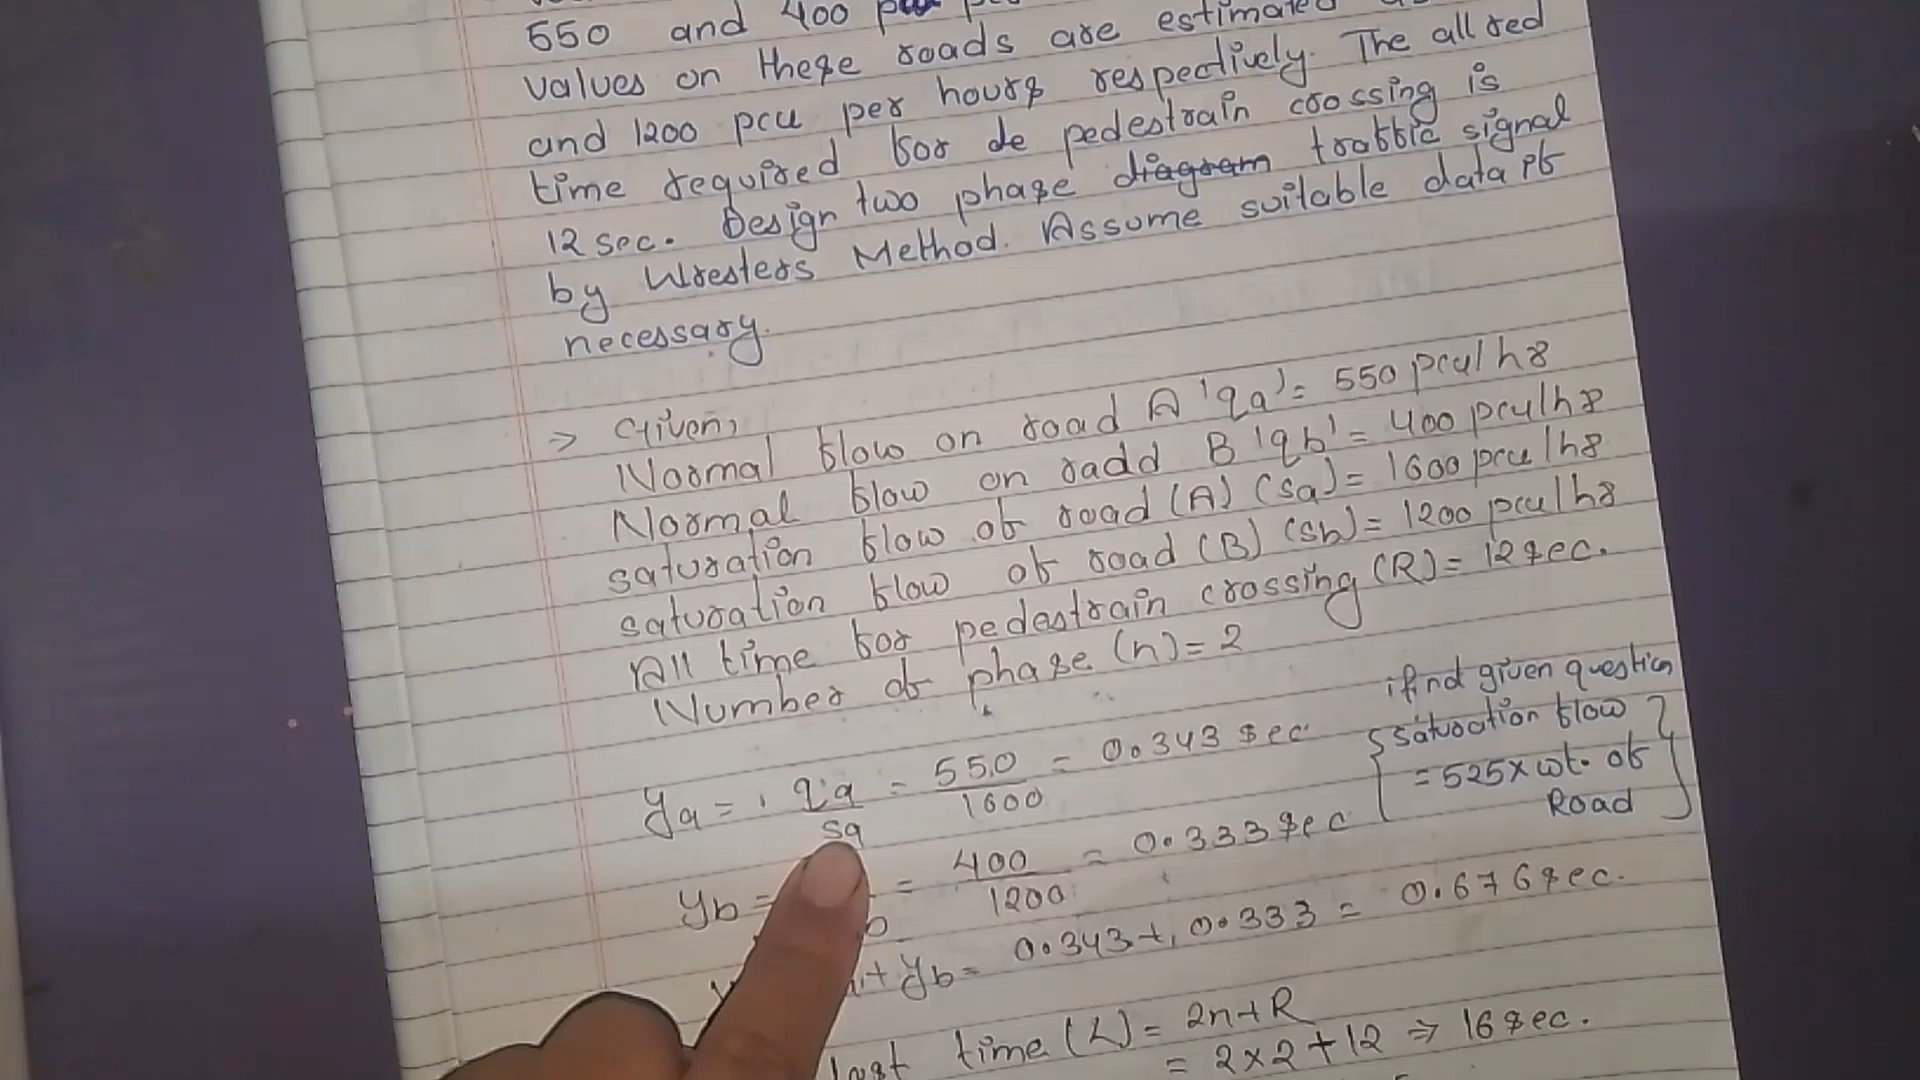 550 and 400
values on these roads are estimated
and 1200 pcu per hours respectively. The all red
time required for de pedestrain crossing is
12 sec. Design two phase diagram traffic signal
by Wresters Method. Assume suitable data if
necessary.
=> Given,
Normal flow on road A 'qa' = 550 pcu/hr
Normal flow on radd B 'qb' = 400 pcu/hr
saturation flow of road (A) (sa) = 1600 pcu/hr
saturation flow of road (B) (sb) = 1200 pcu/hr
All time for pedestrain crossing (R) = 12 sec.
Number of phase (n) = 2
ya = qa/sa = 550/1600 = 0.343 sec
if nd given question
{saturation flow
= 525 x wt. of
Road}
yb = b = 400/1200 = 0.333 sec
+ yb = 0.343 + 0.333 = 0.676 sec.
lost time (L) = 2n+R
= 2x2+12 => 16 sec.